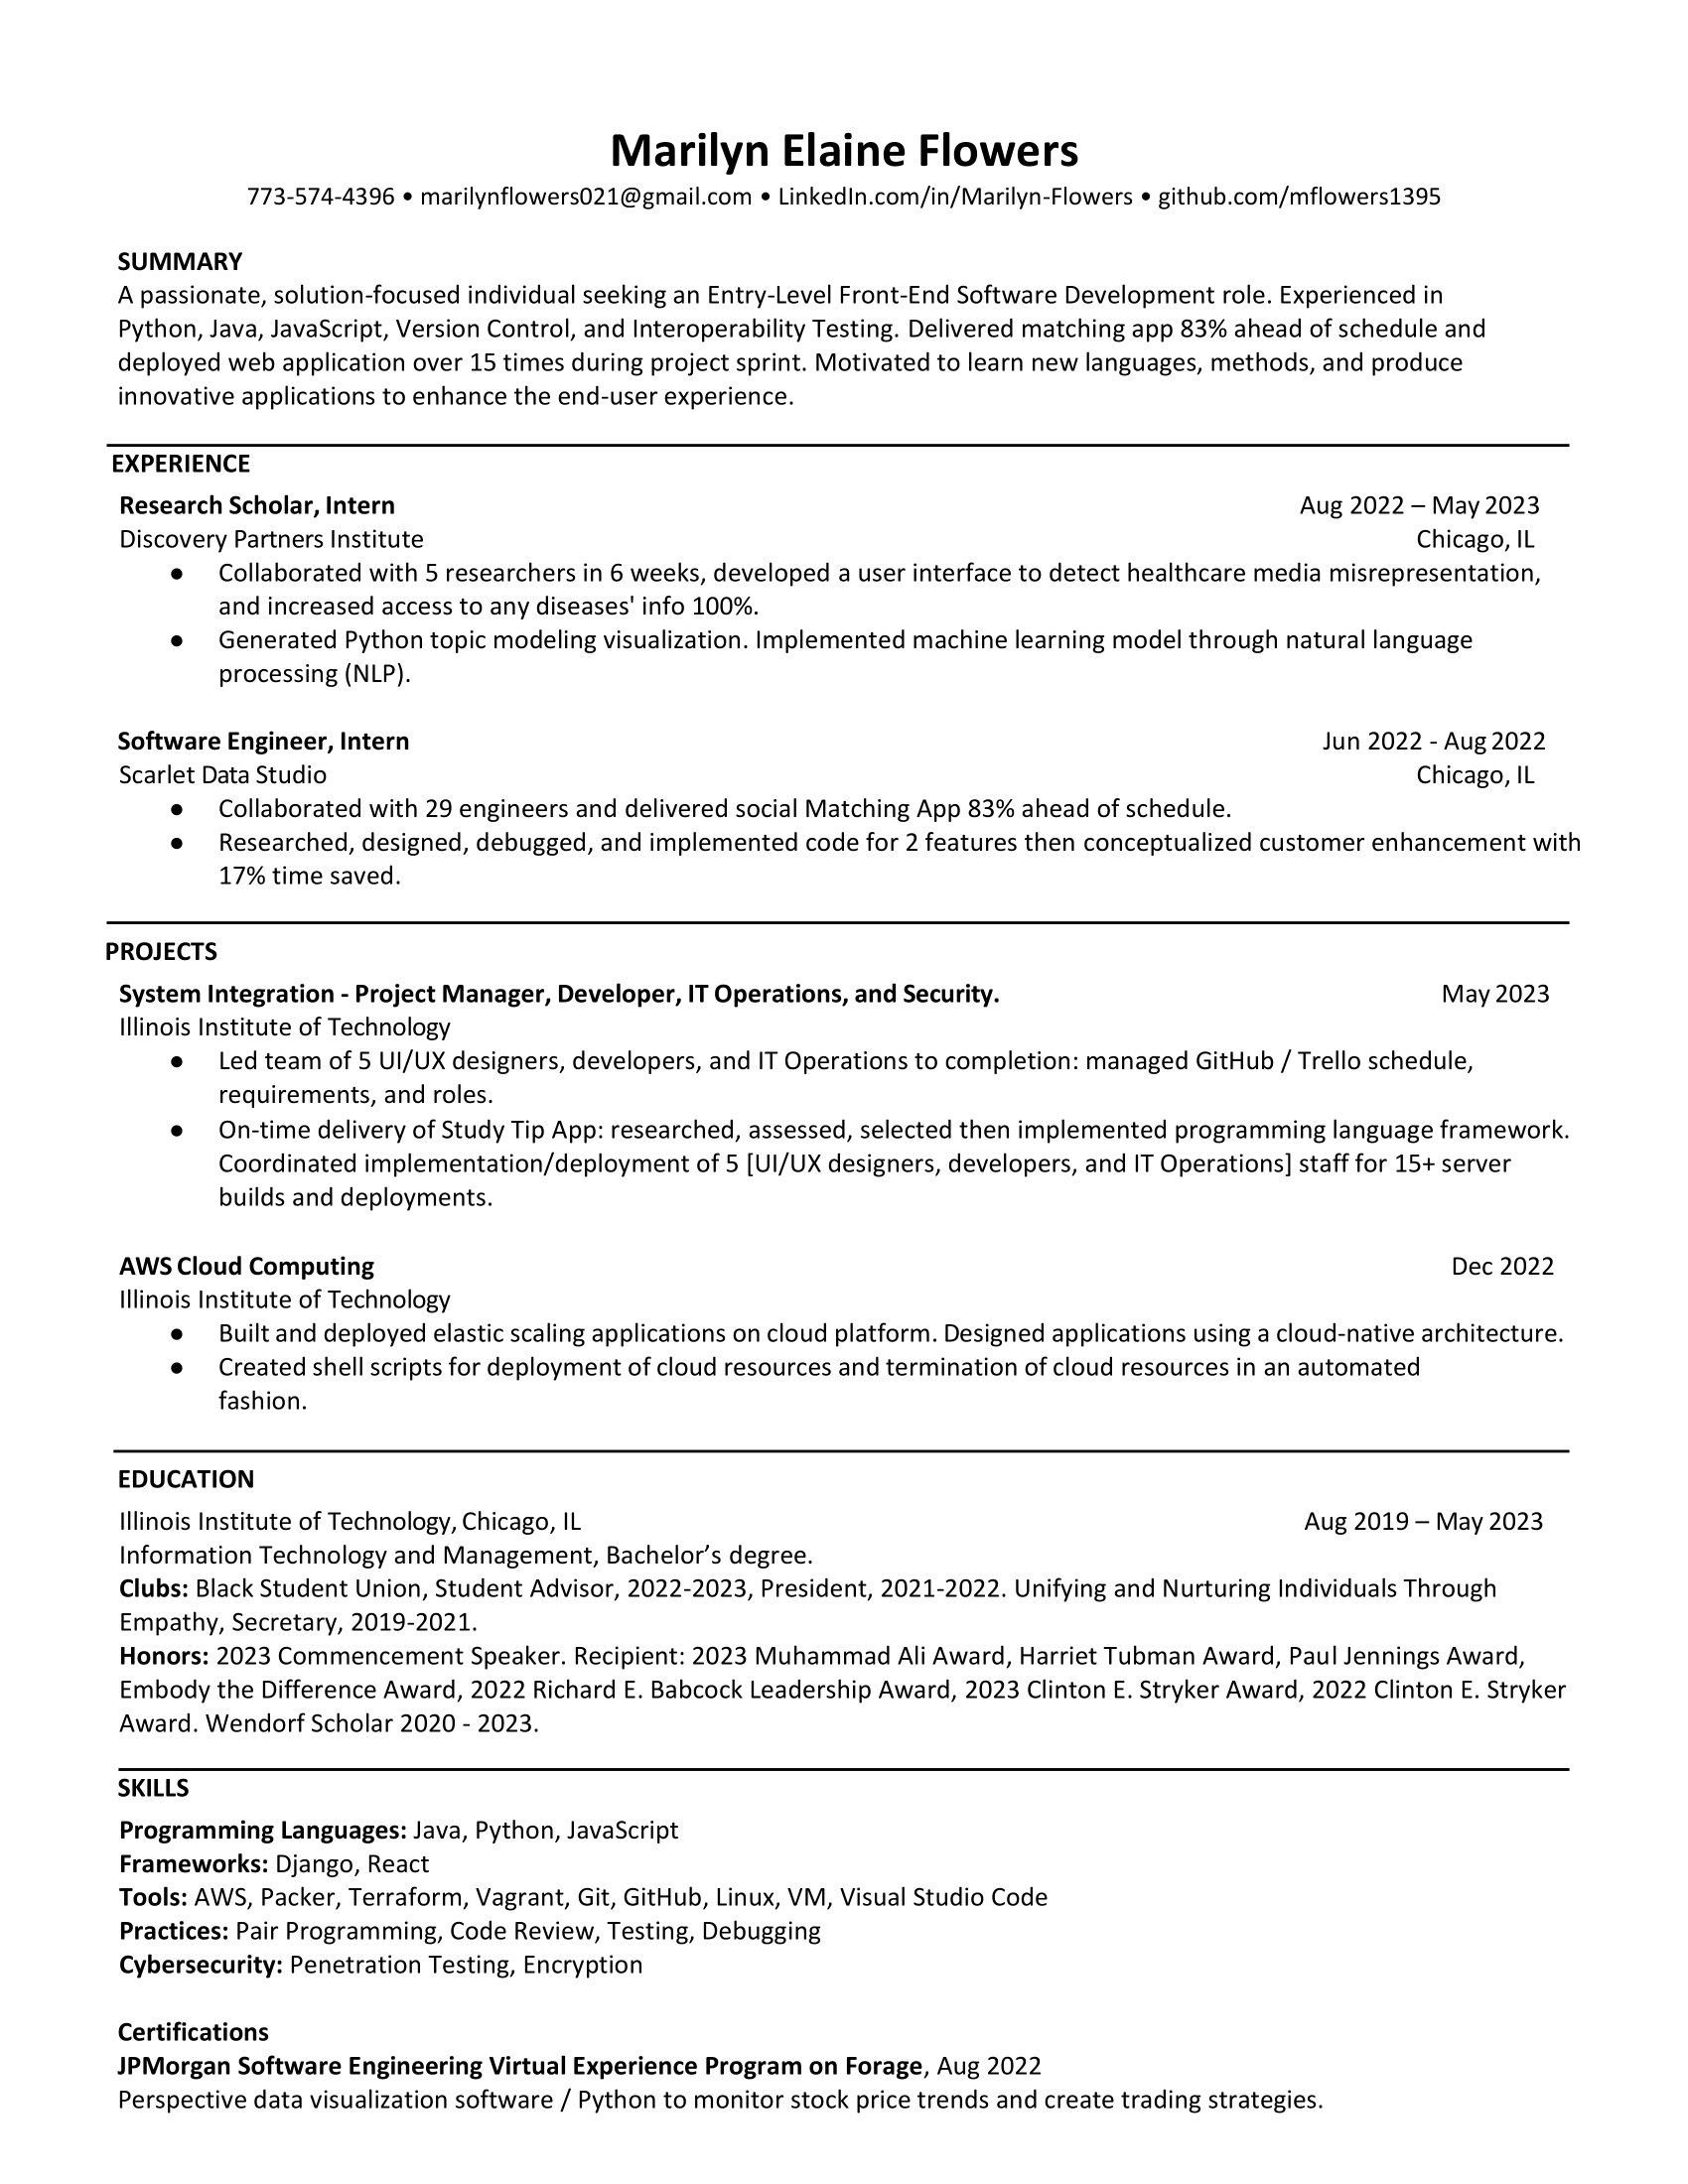 Marilyn Elaine Flowers
773-574-4396 • marilynflowers021@gmail.com • LinkedIn.com/in/Marilyn-Flowers • github.com/mflowers1395
SUMMARY
A passionate, solution-focused individual seeking an Entry-Level Front-End Software Development role. Experienced in
Python, Java, JavaScript, Version Control, and Interoperability Testing. Delivered matching app 83% ahead of schedule and
deployed web application over 15 times during project sprint. Motivated to learn new languages, methods, and produce
innovative applications to enhance the end-user experience.
EXPERIENCE
Research Scholar, Intern Aug 2022 – May 2023
Discovery Partners Institute Chicago, IL
● Collaborated with 5 researchers in 6 weeks, developed a user interface to detect healthcare media misrepresentation,
and increased access to any diseases' info 100%.
● Generated Python topic modeling visualization. Implemented machine learning model through natural language
processing (NLP).
Software Engineer, Intern Jun 2022 - Aug 2022
Scarlet Data Studio Chicago, IL
● Collaborated with 29 engineers and delivered social Matching App 83% ahead of schedule.
● Researched, designed, debugged, and implemented code for 2 features then conceptualized customer enhancement with
17% time saved.
PROJECTS
System Integration - Project Manager, Developer, IT Operations, and Security. May 2023
Illinois Institute of Technology
● Led team of 5 UI/UX designers, developers, and IT Operations to completion: managed GitHub / Trello schedule,
requirements, and roles.
● On-time delivery of Study Tip App: researched, assessed, selected then implemented programming language framework.
Coordinated implementation/deployment of 5 [UI/UX designers, developers, and IT Operations] staff for 15+ server
builds and deployments.
AWS Cloud Computing Dec 2022
Illinois Institute of Technology
● Built and deployed elastic scaling applications on cloud platform. Designed applications using a cloud-native architecture.
● Created shell scripts for deployment of cloud resources and termination of cloud resources in an automated
fashion.
EDUCATION
Illinois Institute of Technology, Chicago, IL Aug 2019 – May 2023
Information Technology and Management, Bachelor’s degree.
Clubs: Black Student Union, Student Advisor, 2022-2023, President, 2021-2022. Unifying and Nurturing Individuals Through
Empathy, Secretary, 2019-2021.
Honors: 2023 Commencement Speaker. Recipient: 2023 Muhammad Ali Award, Harriet Tubman Award, Paul Jennings Award,
Embody the Difference Award, 2022 Richard E. Babcock Leadership Award, 2023 Clinton E. Stryker Award, 2022 Clinton E. Stryker
Award. Wendorf Scholar 2020 - 2023.
SKILLS
Programming Languages: Java, Python, JavaScript
Frameworks: Django, React
Tools: AWS, Packer, Terraform, Vagrant, Git, GitHub, Linux, VM, Visual Studio Code
Practices: Pair Programming, Code Review, Testing, Debugging
Cybersecurity: Penetration Testing, Encryption
Certifications
JPMorgan Software Engineering Virtual Experience Program on Forage, Aug 2022
Perspective data visualization software / Python to monitor stock price trends and create trading strategies.